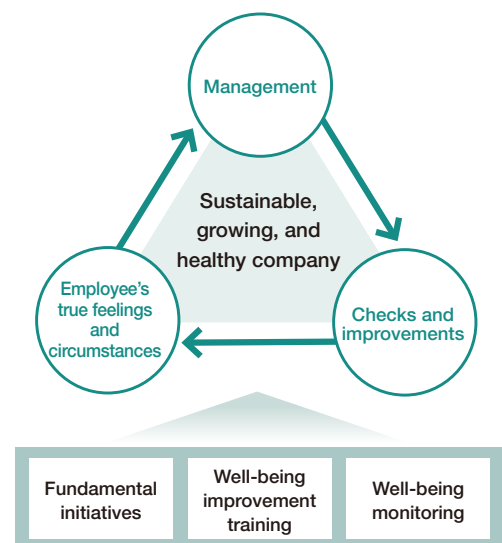 Management
Sustainable,
growing, and
healthy company
Employee's
true feelings
and
circumstances
Checks and
improvements
Fundamental
initiatives
Well-being
improvement
training
Well-being
monitoring